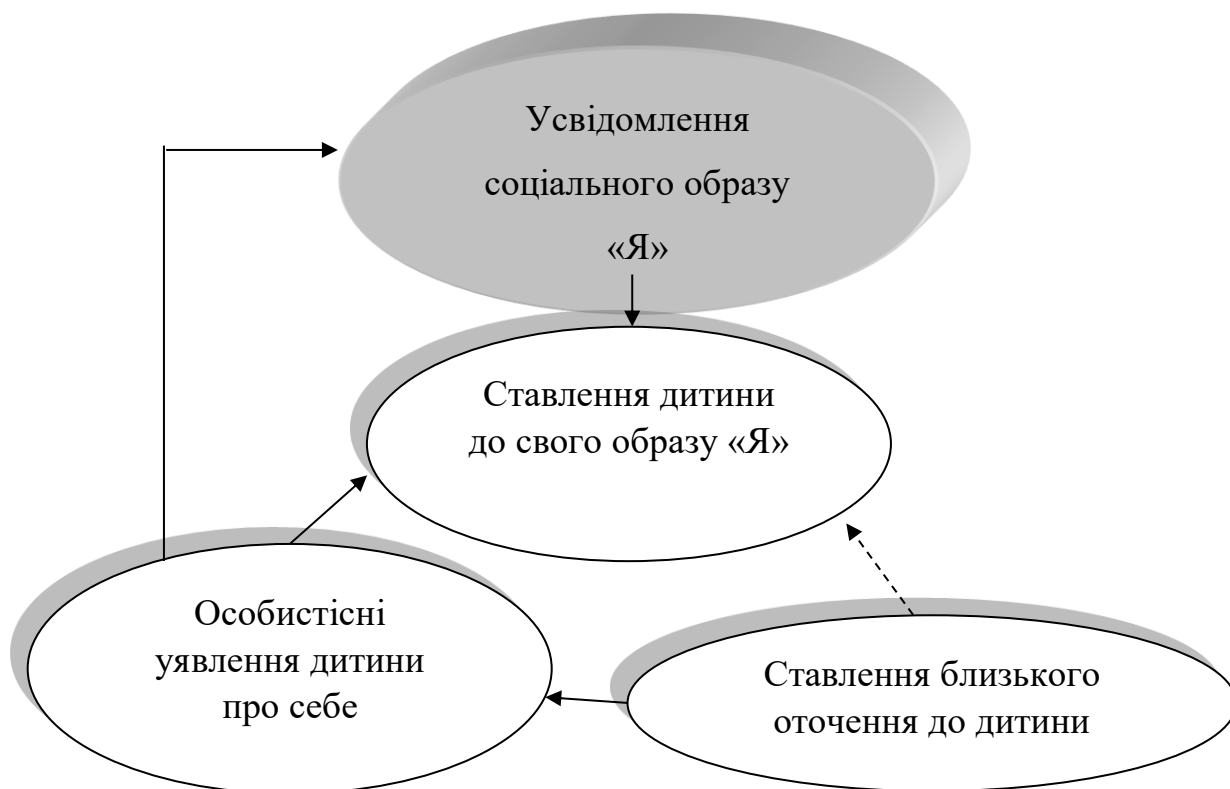 Усвідомлення
соціального образу
«Я»
Ставлення дитини
до свого образу «Я»
Особистісні
уявлення дитини
про себе
Ставлення близького
оточення до дитини